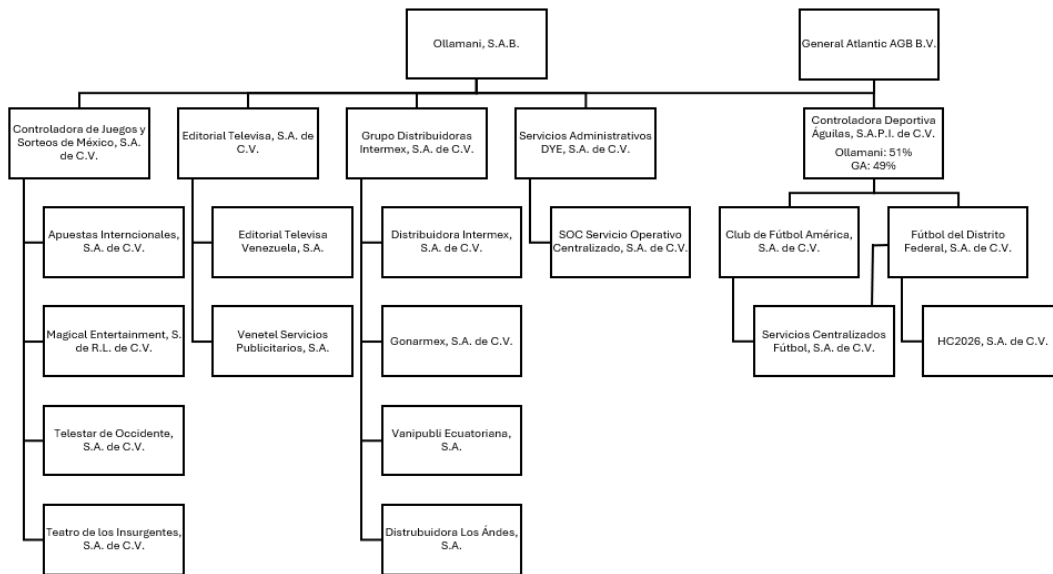 Ollamani, S.A.B.
General Atlantic AGB B.V.
Controladora de Juegos y
Sorteos de México, S.A.
de C.V.
Editorial Televisa, S.A. de
C.V.
Grupo Distribuidoras
Intermex, S.A. de C.V.
Servicios Administrativos
DYE, S.A. de C.V.
Controladora Deportiva
Águilas, S.A.P.I. de C.V.
Ollamani: 51%
GA: 49%
Apuestas Interncionales,
S.A. de C.V.
Editorial Televisa
Venezuela, S.A.
Distribuidora Intermex,
S.A. de C.V.
SOC Servicio Operativo
Centralizado, S.A. de C.V.
Club de Fútbol América,
S.A. de C.V.
Fútbol del Distrito
Federal, S.A. de C.V.
Magical Entertainment, S.
de R.L. de C.V.
Venetel Servicios
Publicitarios, S.A.
Gonarmex, S.A. de C.V.
Servicios Centralizados
Fútbol, S.A. de C.V.
HC2026, S.A. de C.V.
Telestar de Occidente,
S.A. de C.V.
Vanipubli Ecuatoriana,
S.A.
Teatro de los Insurgentes,
S.A. de C.V.
Distrubuidora Los Ándes,
S.A.